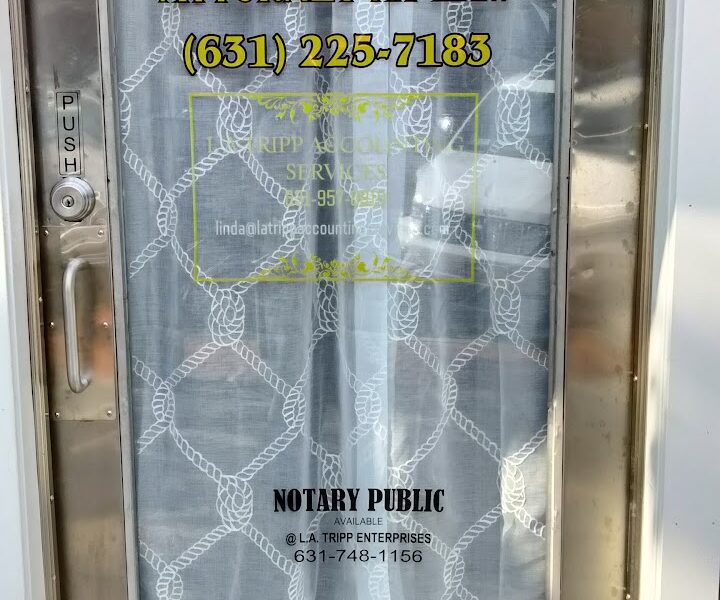 (631) 225-7183
PUSH
L.A.TRIPP ACCOUNTING
SERVICES
NOTARY PUBLIC
AVAILABLE
@ L.A. TRIPP ENTERPRISES
631-748-1156